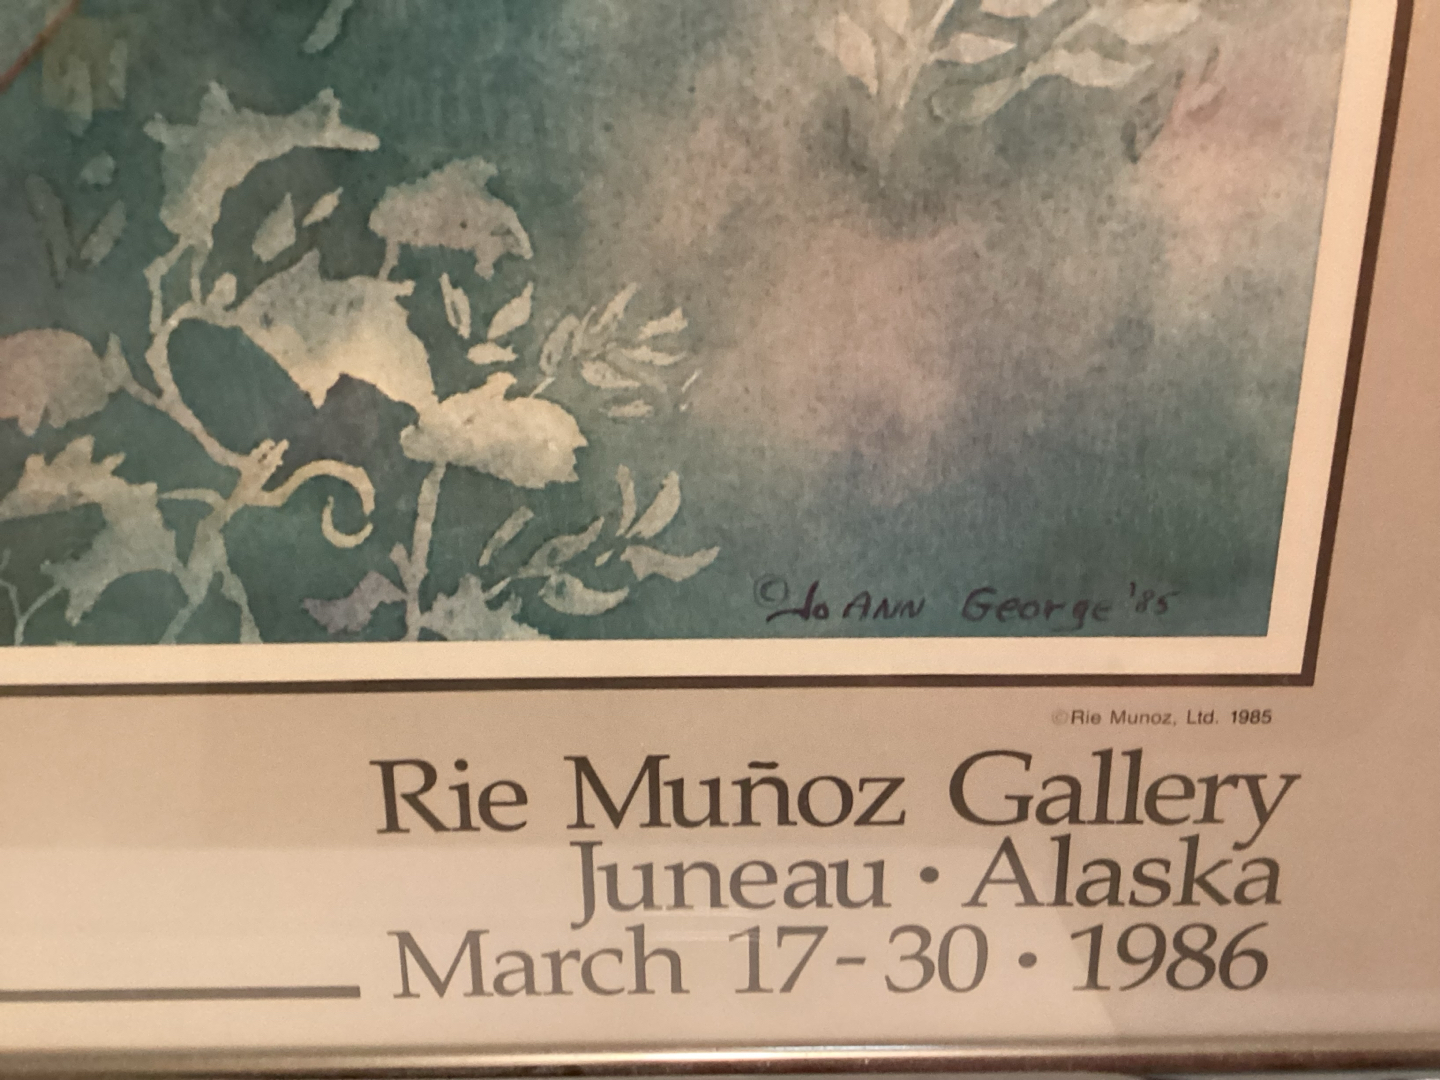 ©Jo ANN George '85
©Rie Munoz, Ltd. 1985
Rie Muñoz Gallery
Juneau • Alaska
March 17-30 • 1986